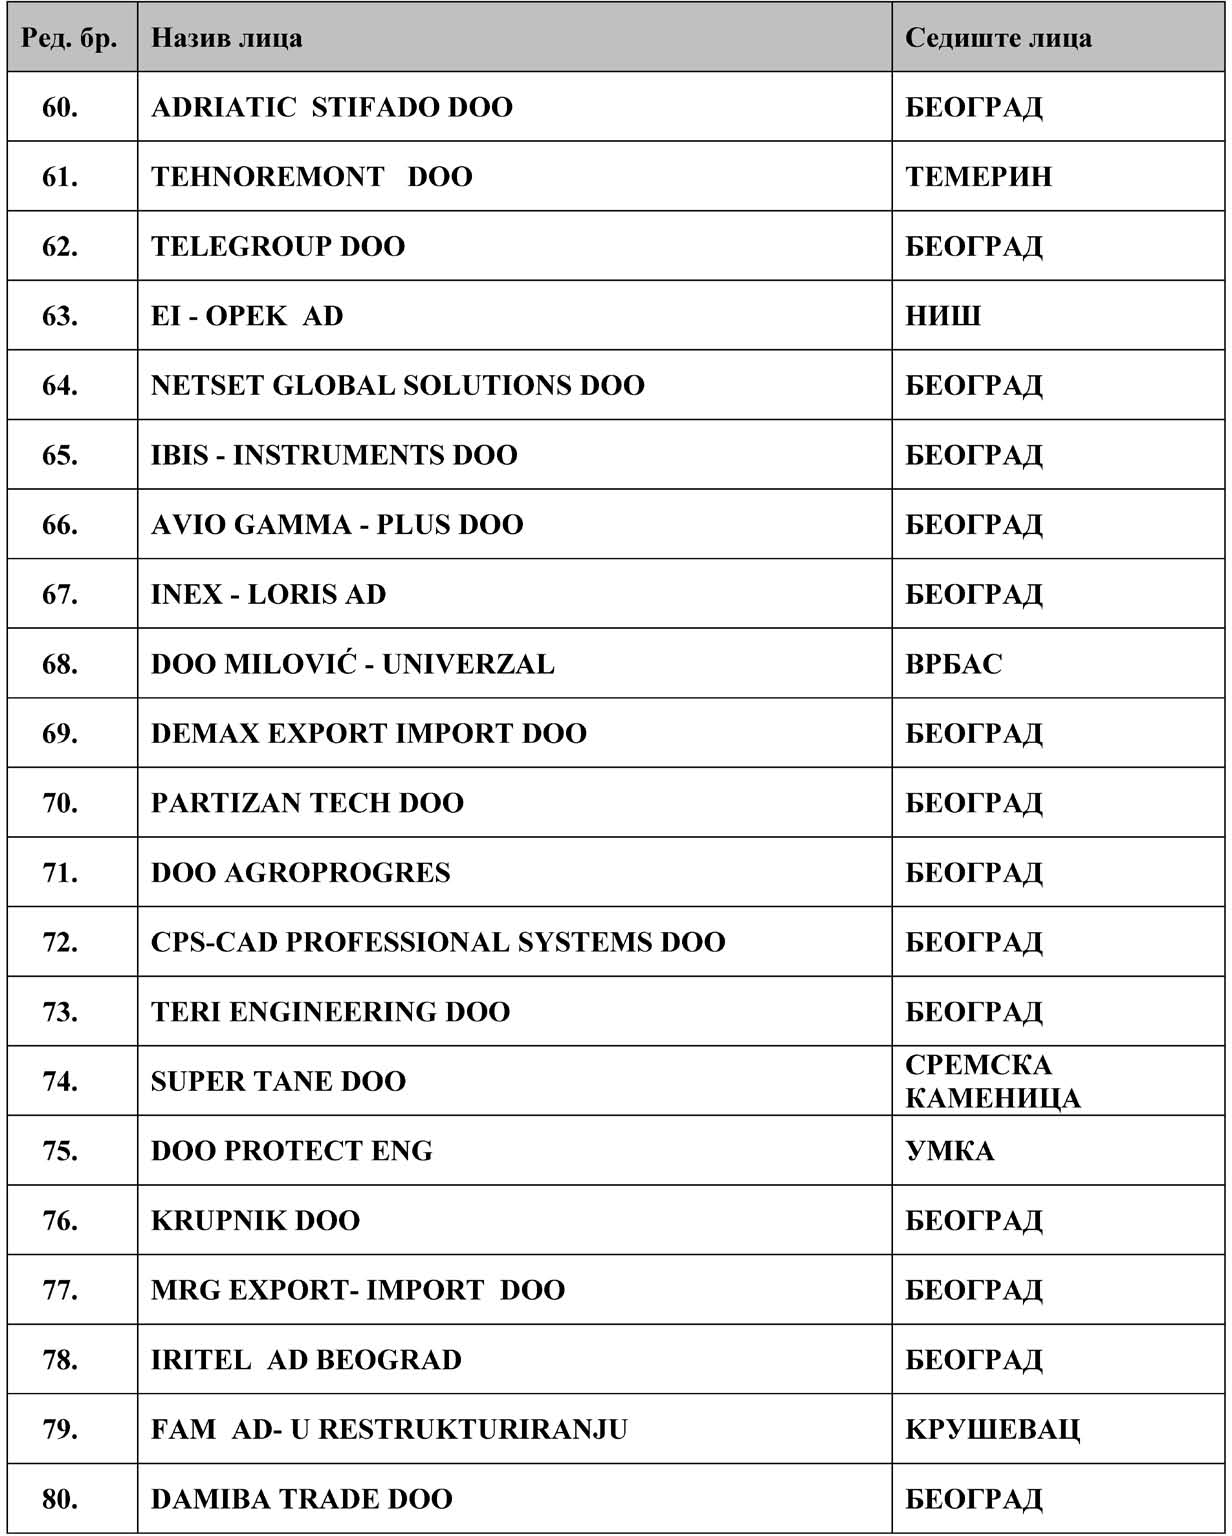 Ред. бр. Назив лица Седиште лица
60. ADRIATIC STIFADO DOO БЕОГРАД
61. TEHNOREMONT DOO ТЕМЕРИН
62. TELEGROUP DOO БЕОГРАД
63. EI - OPEK AD НИШ
64. NETSET GLOBAL SOLUTIONS DOO БЕОГРАД
65. IBIS - INSTRUMENTS DOO БЕОГРАД
66. AVIO GAMMA - PLUS DOO БЕОГРАД
67. INEX - LORIS AD БЕОГРАД
68. DOO MILOVIĆ - UNIVERZAL ВРБАС
69. DEMAX EXPORT IMPORT DOO БЕОГРАД
70. PARTIZAN TECH DOO БЕОГРАД
71. DOO AGROPROGRES БЕОГРАД
72. CPS-CAD PROFESSIONAL SYSTEMS DOO БЕОГРАД
73. TERI ENGINEERING DOO БЕОГРАД
74. SUPER TANE DOO СРЕМСКА
КАМЕНИЦА
75. DOO PROTECT ENG УМКА
76. KRUPNIK DOO БЕОГРАД
77. MRG EXPORT- IMPORT DOO БЕОГРАД
78. IRITEL AD BEOGRAD БЕОГРАД
79. FAM AD- U RESTRUKTURIRANJU КРУШЕВАЦ
80. DAMIBA TRADE DOO БЕОГРАД